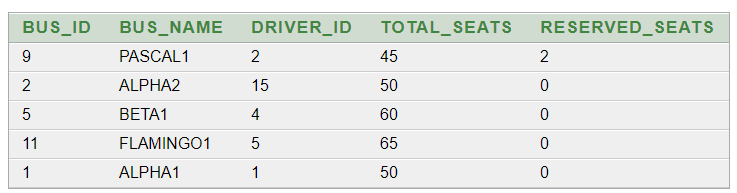 BUS_ID BUS_NAME DRIVER_ID TOTAL_SEATS RESERVED_SEATS
9 PASCAL1 2 45 2
2 ALPHA2 15 50 0
5 BETA1 4 60 0
11 FLAMINGO1 5 65 0
1 ALPHA1 1 50 0